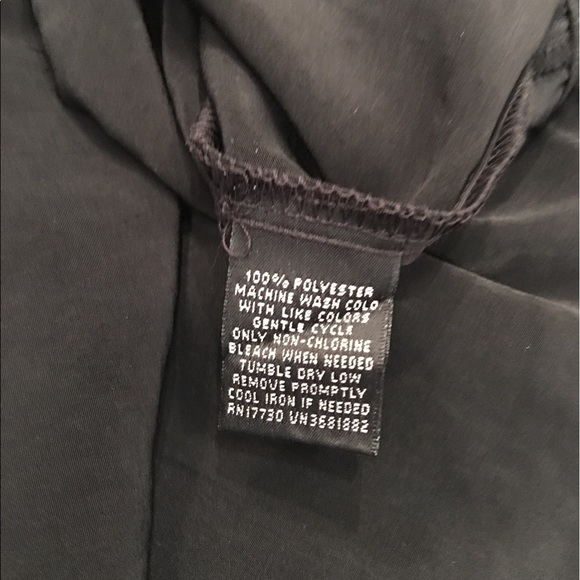 100% POLYESTER
MACHINE WASH COLD
WITH LIKE COLORS
GENTLE CYCLE
ONLY NON-CHLORINE
BLEACH WHEN NEEDED
TUMBLE DRY LOW
REMOVE PROMPTLY
COOL IRON IF NEEDED
RN17730 UN3681882